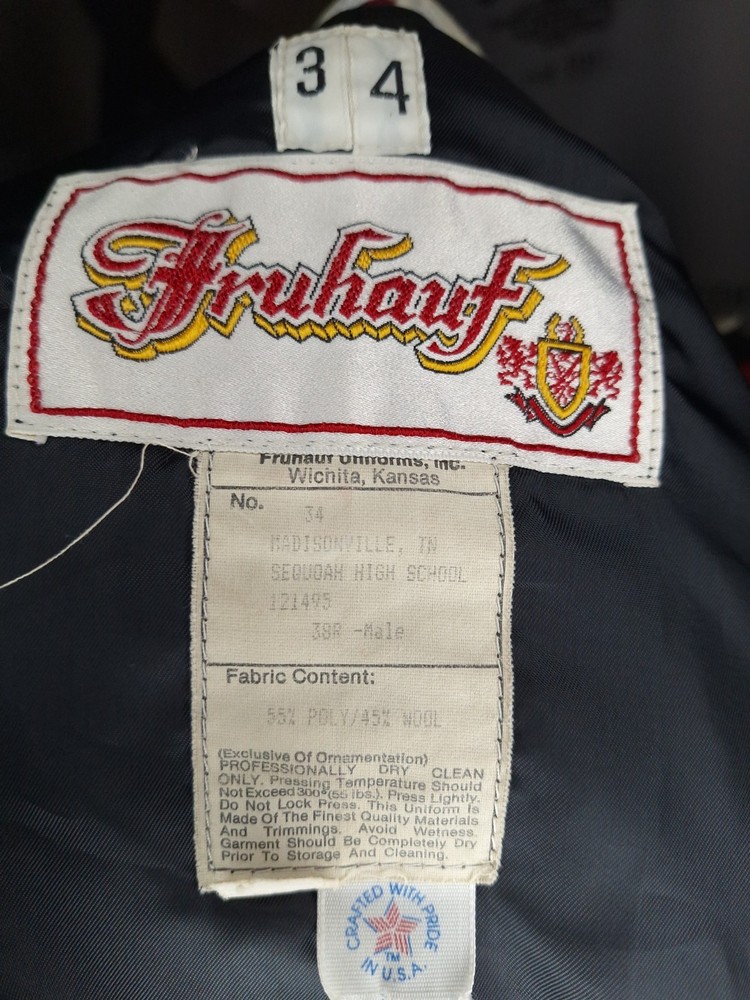 34
Fruhauf
Fruhauf Uniforms, Inc.
Wichita, Kansas
No. 34
MADISONVILLE, TN
SEQUOAH HIGH SCHOOL
121495
38R -Male
Fabric Content:
55% POLY/45% WOOL
(Exclusive Of Ornamentation)
PROFESSIONALLY DRY CLEAN
ONLY. Pressing Temperature Should
Not Exceed 300° (55 lbs.). Press Lightly.
Do Not Lock Press. This Uniform Is
Made Of The Finest Quality Materials
And Trimmings. Avoid Wetness.
Garment Should Be Completely Dry
Prior To Storage And Cleaning.
CRAFTED WITH PRIDE
TM
IN U.S.A.